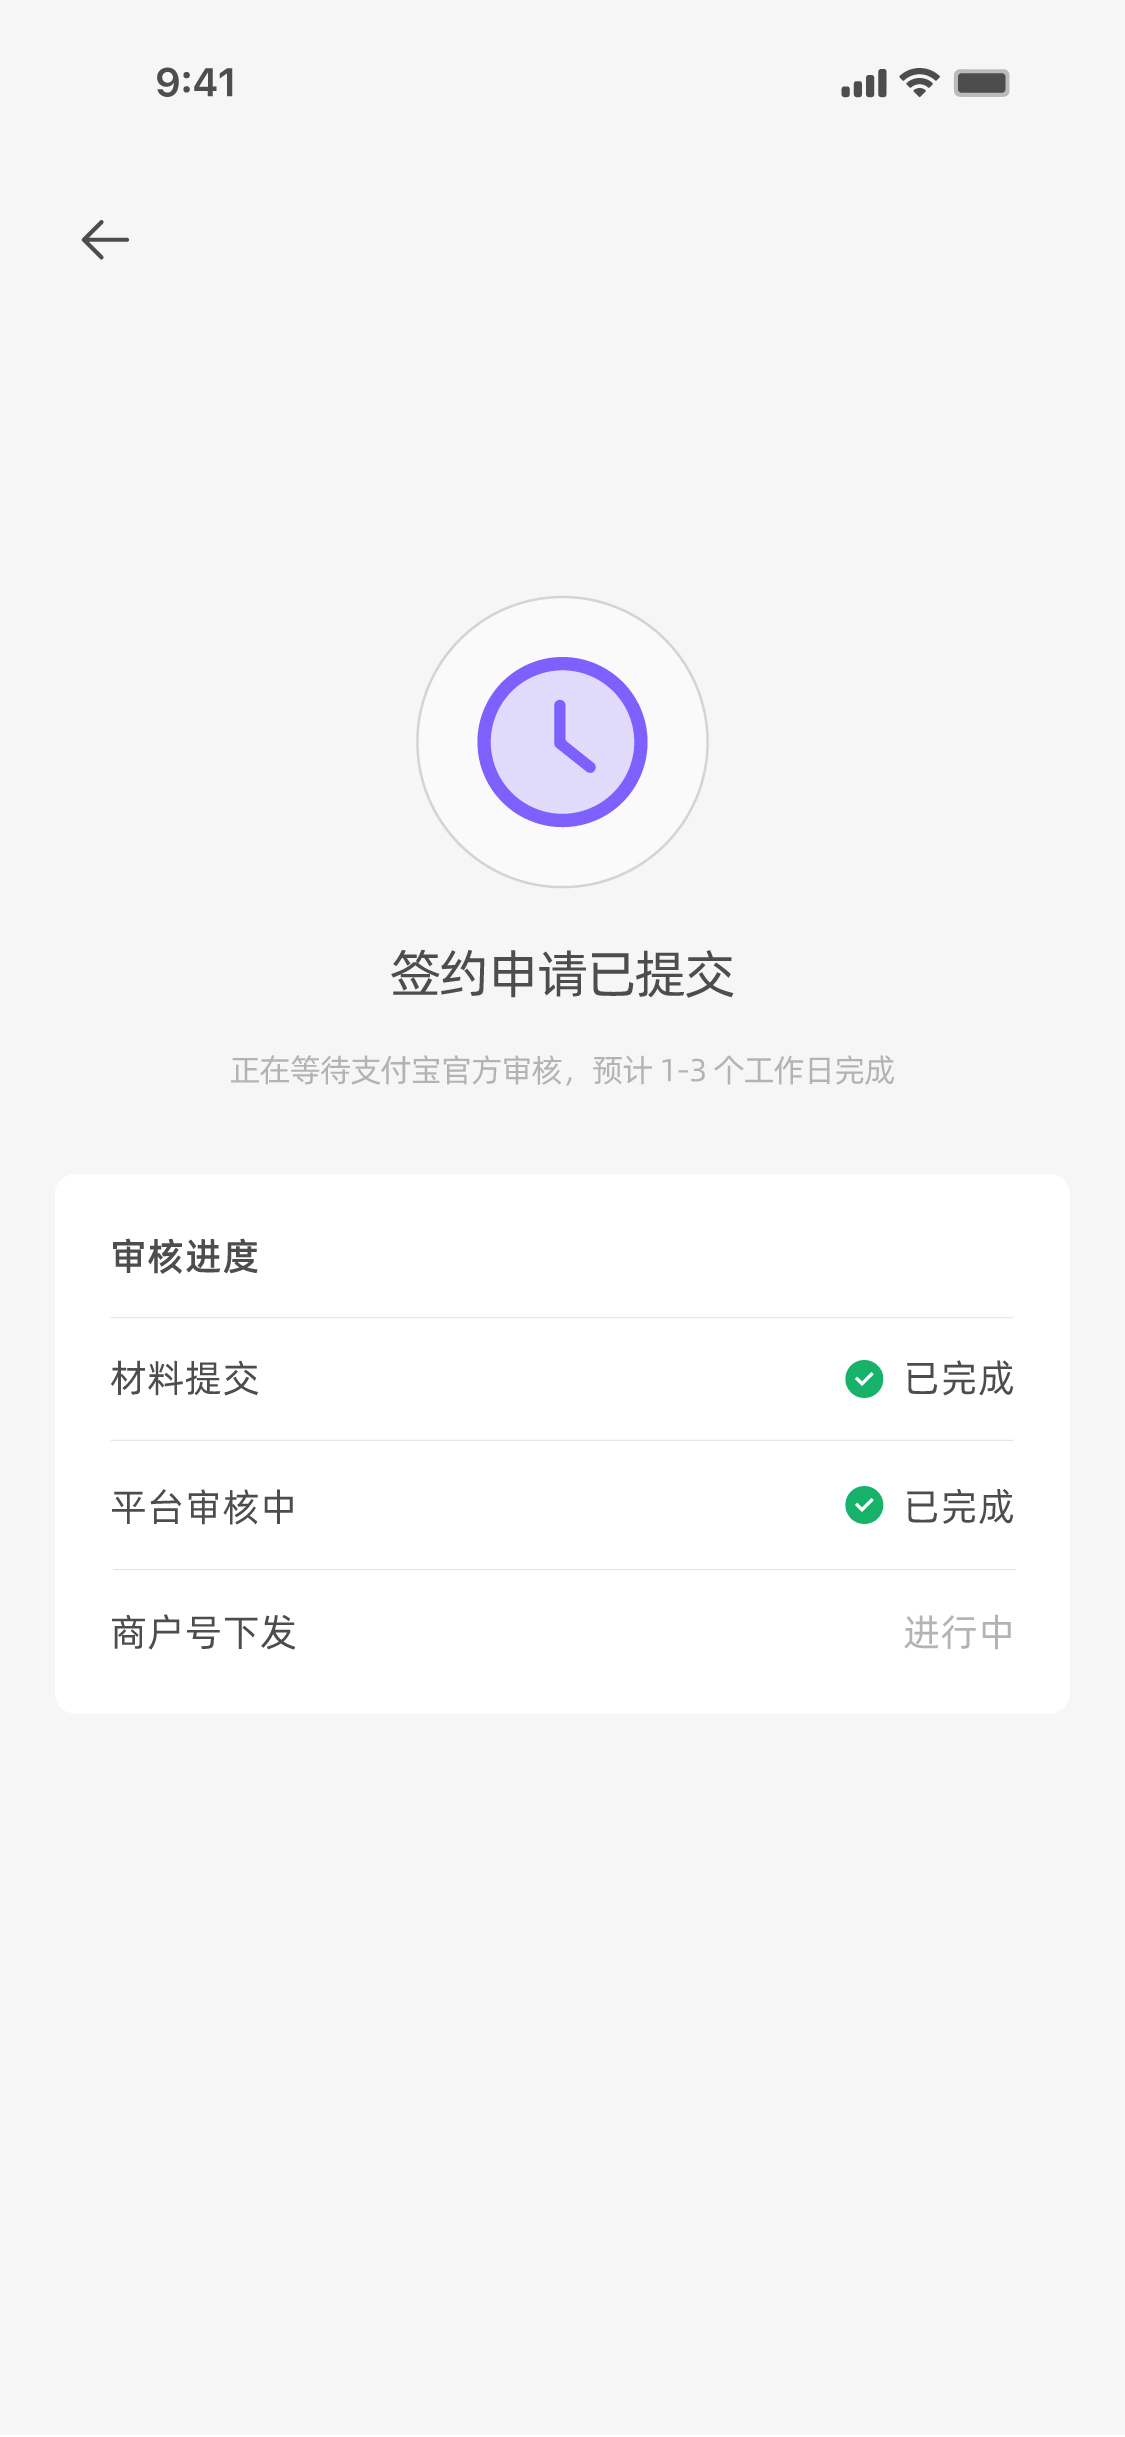 9:41
签约申请已提交
正在等待支付宝官方审核，预计 1-3 个工作日完成
审核进度
材料提交 已完成
平台审核中 已完成
商户号下发 进行中